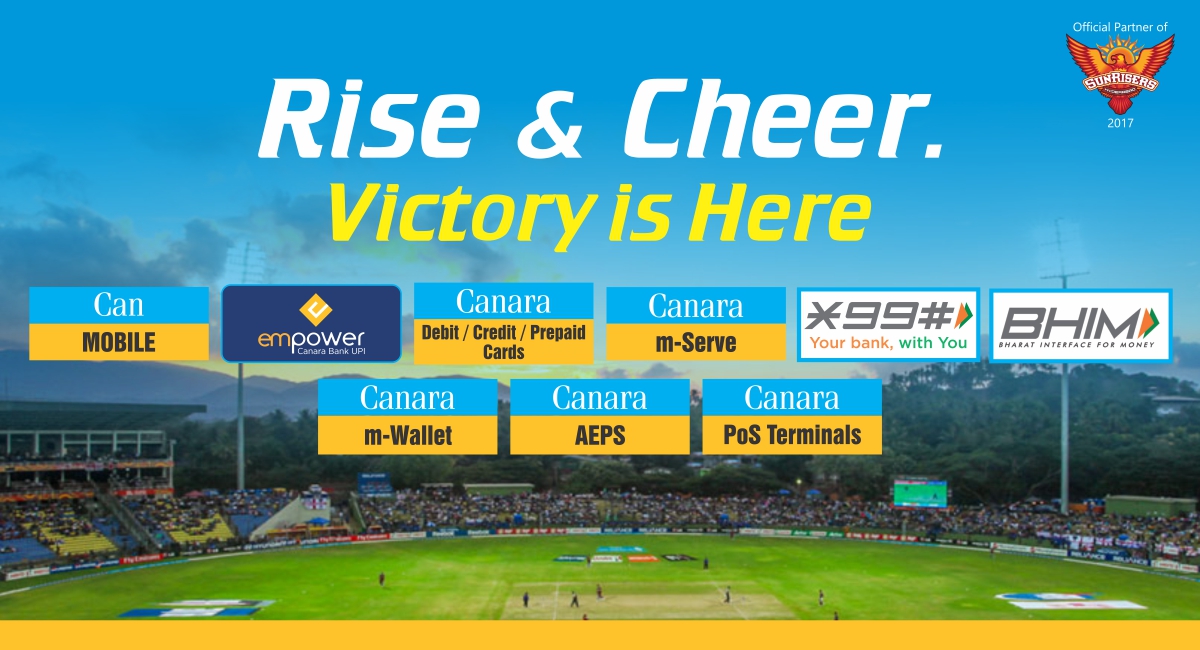 Official Partner of
SUNRISERS
2017
Rise & Cheer.
Victory is Here
Can
MOBILE
empower
Canara Bank UPI
Canara
Debit / Credit / Prepaid
Cards
Canara
m-Serve
*99#
Your bank, with You
BHIM
BHARAT INTERFACE FOR MONEY
Canara
m-Wallet
Canara
AEPS
Canara
PoS Terminals